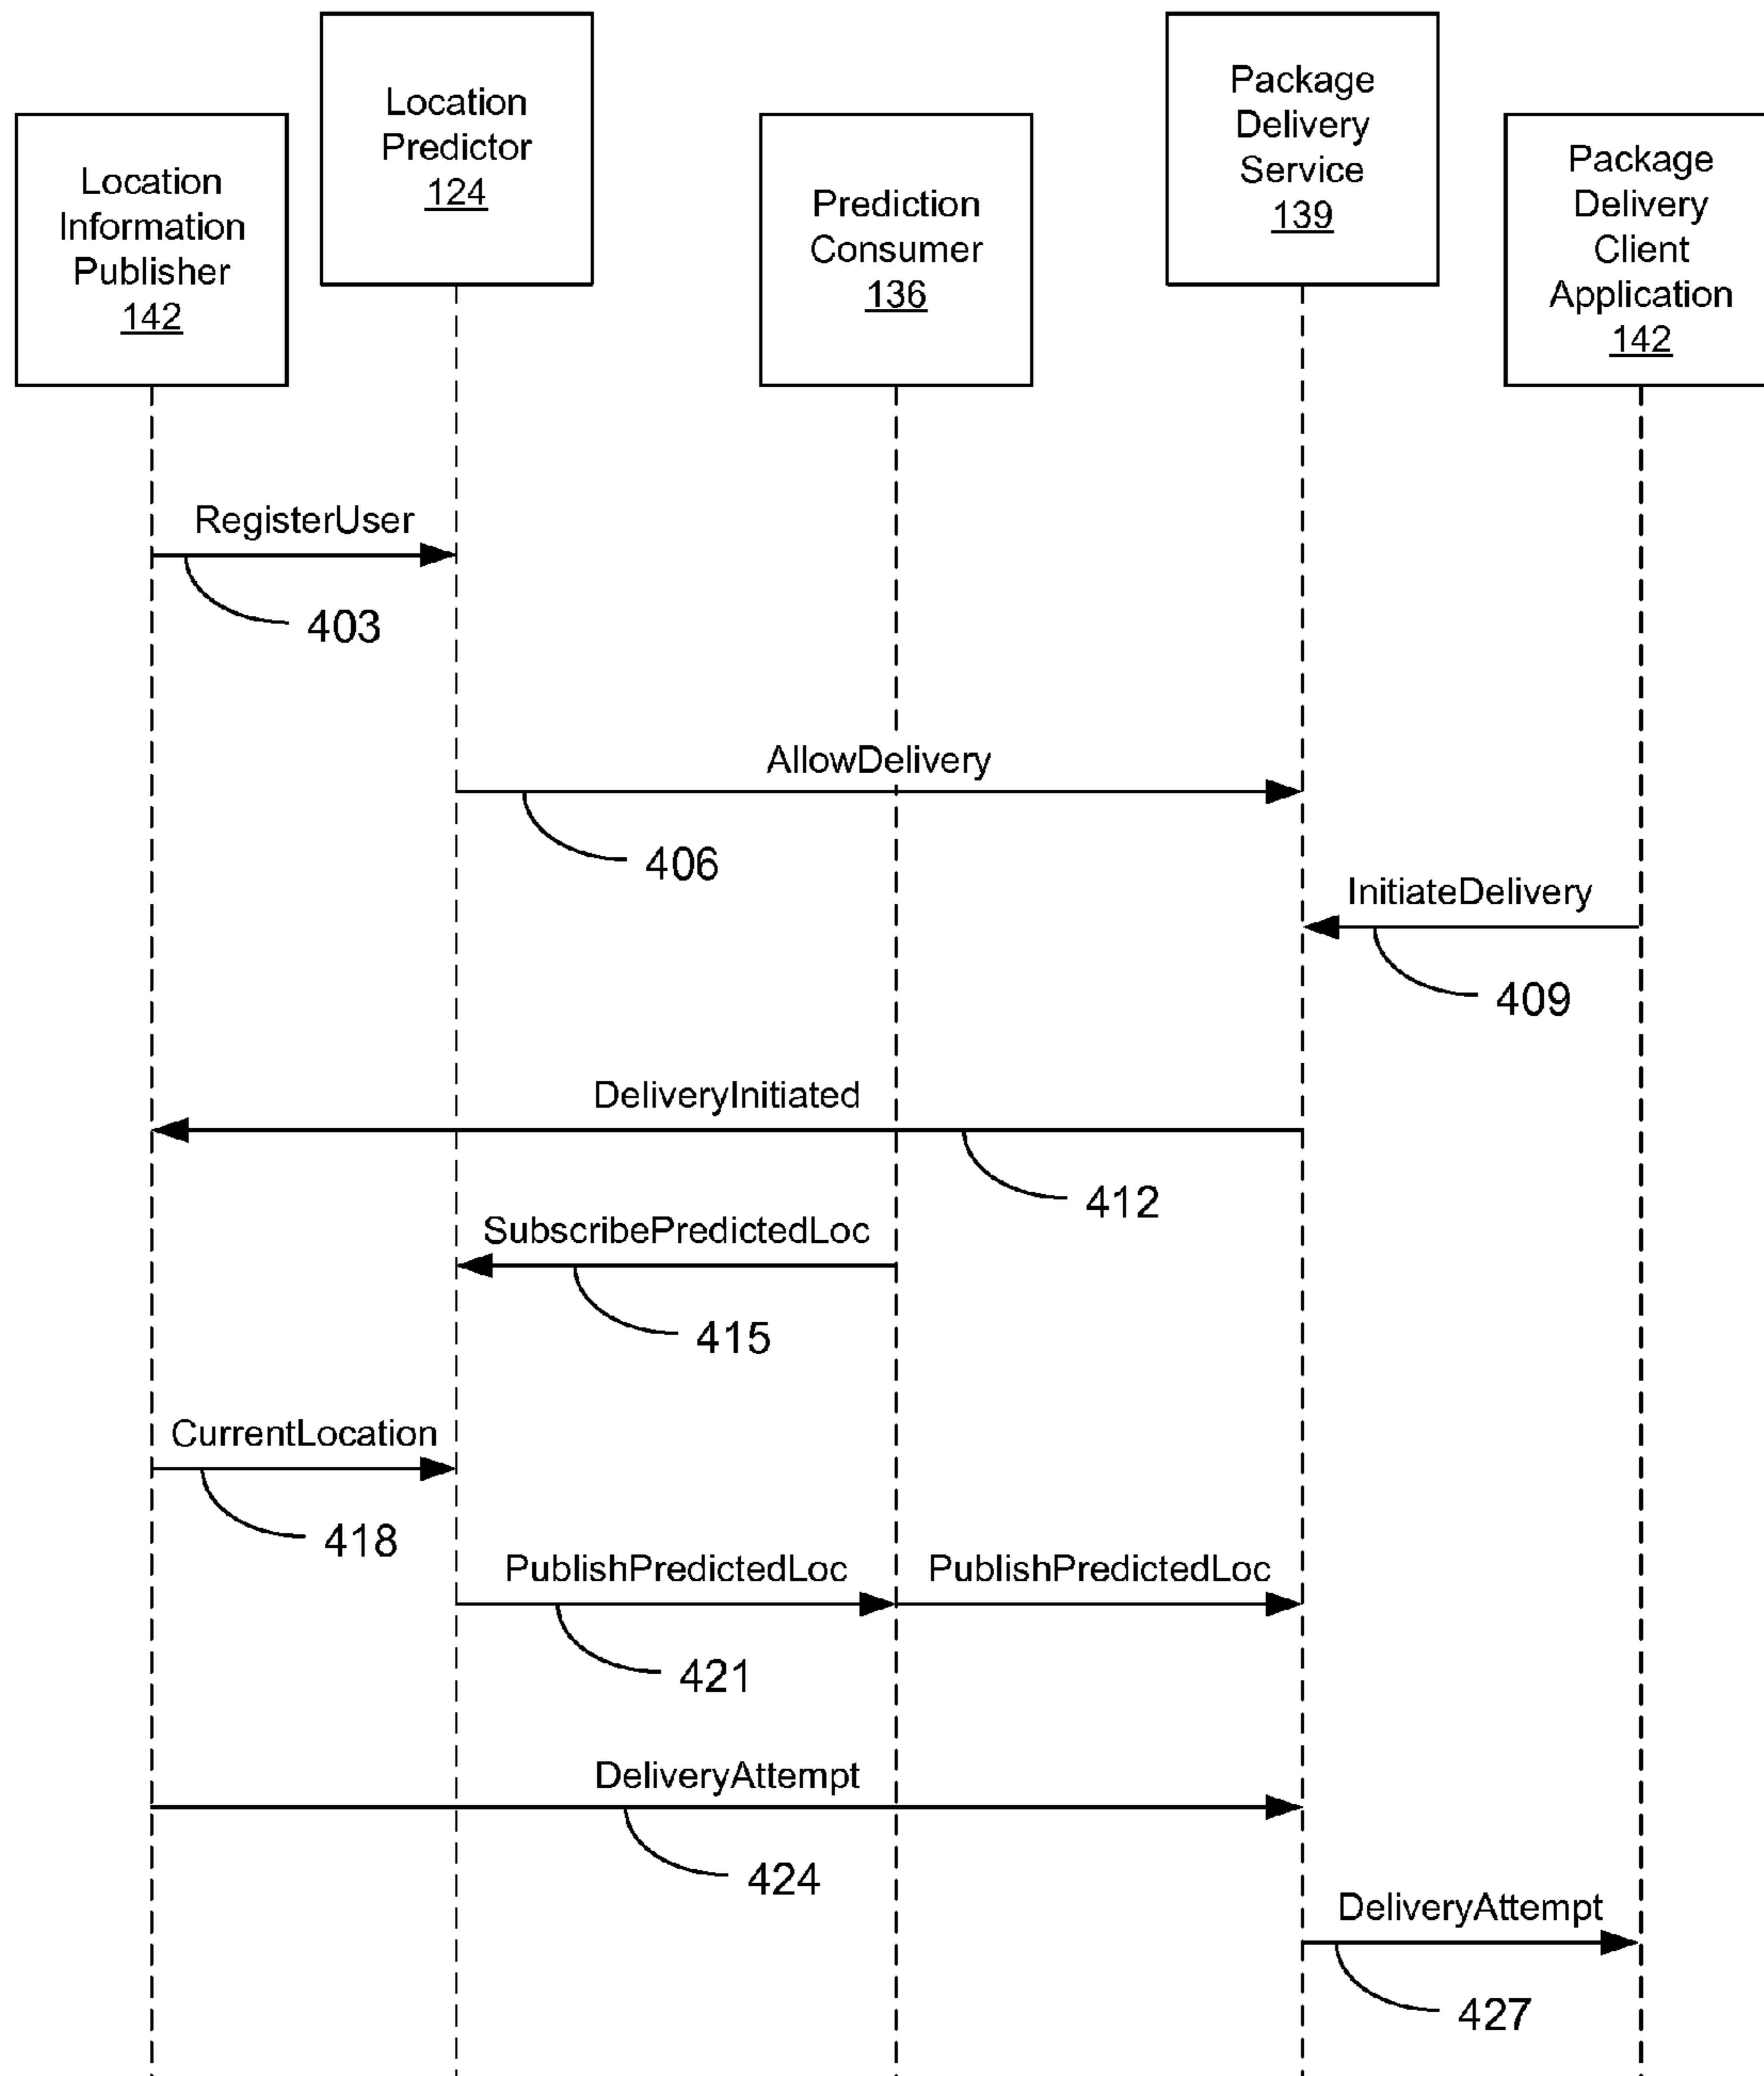 Location
Information
Publisher
142
Location
Predictor
124
Prediction
Consumer
136
Package
Delivery
Service
139
Package
Delivery
Client
Application
142
RegisterUser
403
AllowDelivery
406
InitiateDelivery
409
DeliveryInitiated
412
SubscribePredictedLoc
415
CurrentLocation
418
PublishPredictedLoc
PublishPredictedLoc
421
DeliveryAttempt
424
DeliveryAttempt
427